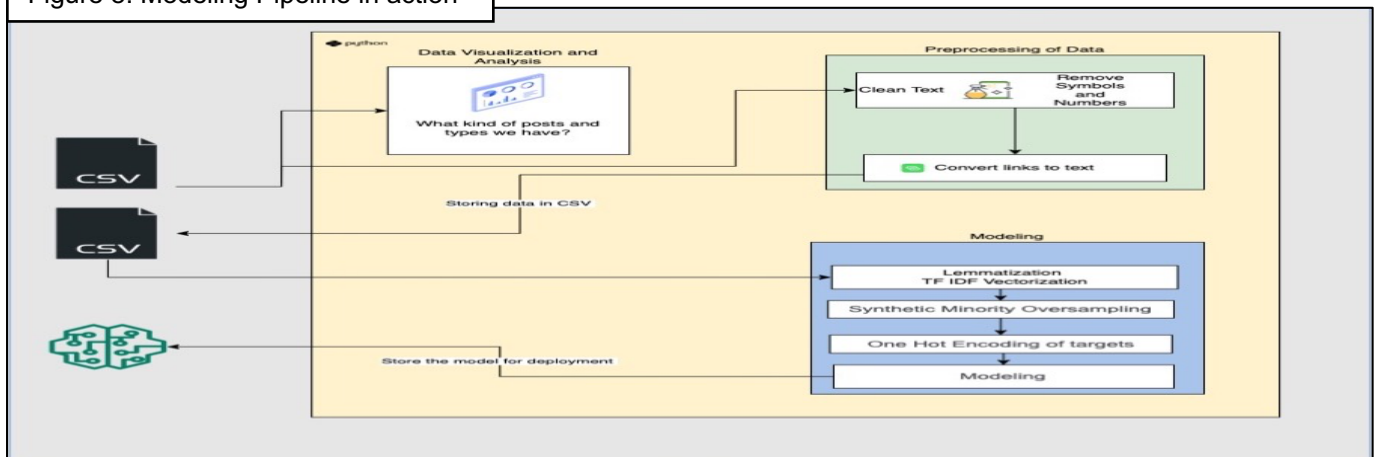 Figure 3: Modeling Pipeline in action
python
Data Visualization and
Analysis
What kind of posts and
types we have?
Preprocessing of Data
Clean Text
Remove
Symbols
and
Numbers
Convert links to text
CSV
Storing data in CSV
CSV
Modeling
Lemmatization
TF IDF Vectorization
Synthetic Minority Oversampling
One Hot Encoding of targets
Modeling
Store the model for deployment